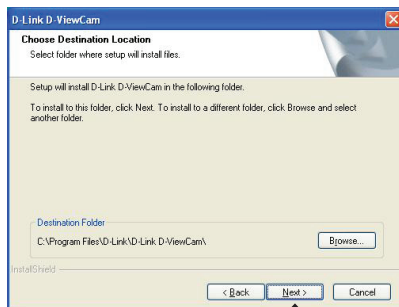 D-Link D-ViewCam
Choose Destination Location
Select folder where setup will install files.
Setup will install D-Link D-ViewCam in the following folder.
To install to this folder, click Next. To install to a different folder, click Browse and select
another folder.
Destination Folder
C:\Program Files\D-Link\D-Link D-ViewCam\
Browse...
InstallShield
< Back
Next >
Cancel